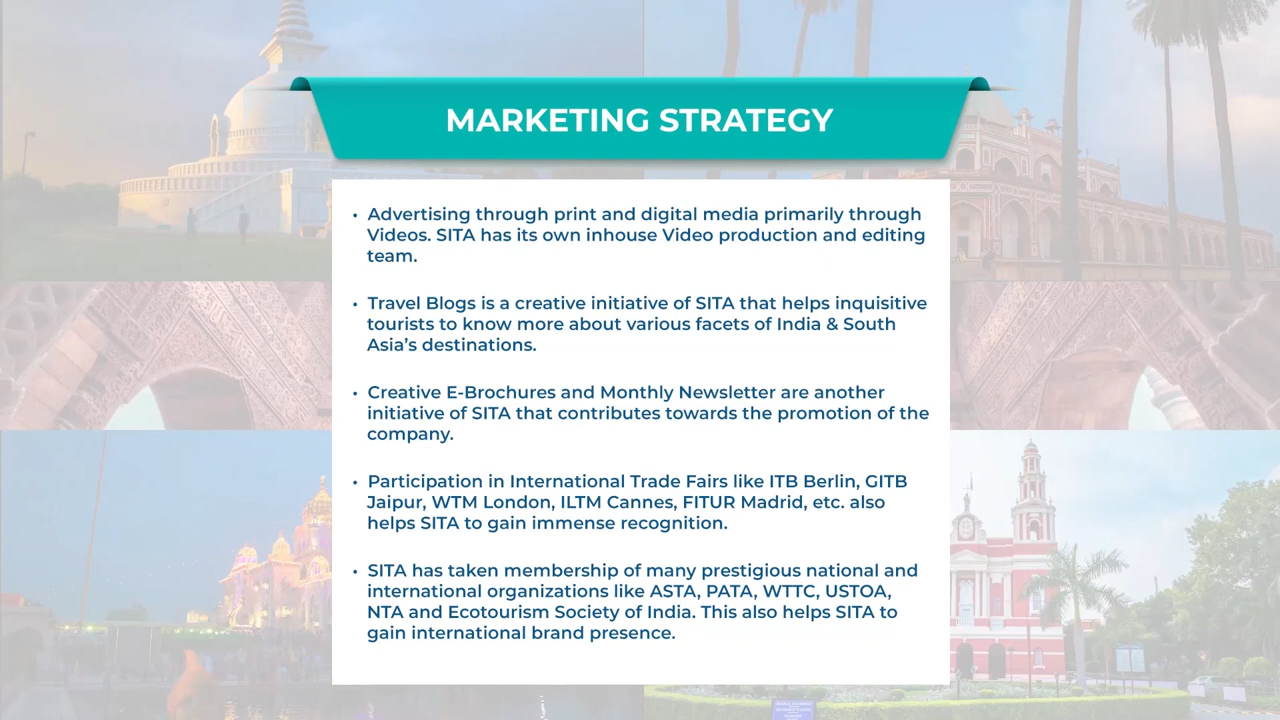 MARKETING STRATEGY
• Advertising through print and digital media primarily through
Videos. SITA has its own inhouse Video production and editing
team.
• Travel Blogs is a creative initiative of SITA that helps inquisitive
tourists to know more about various facets of India & South
Asia's destinations.
• Creative E-Brochures and Monthly Newsletter are another
initiative of SITA that contributes towards the promotion of the
company.
• Participation in International Trade Fairs like ITB Berlin, GITB
Jaipur, WTM London, ILTM Cannes, FITUR Madrid, etc. also
helps SITA to gain immense recognition.
• SITA has taken membership of many prestigious national and
international organizations like ASTA, PATA, WTTC, USTOA,
NTA and Ecotourism Society of India. This also helps SITA to
gain international brand presence.